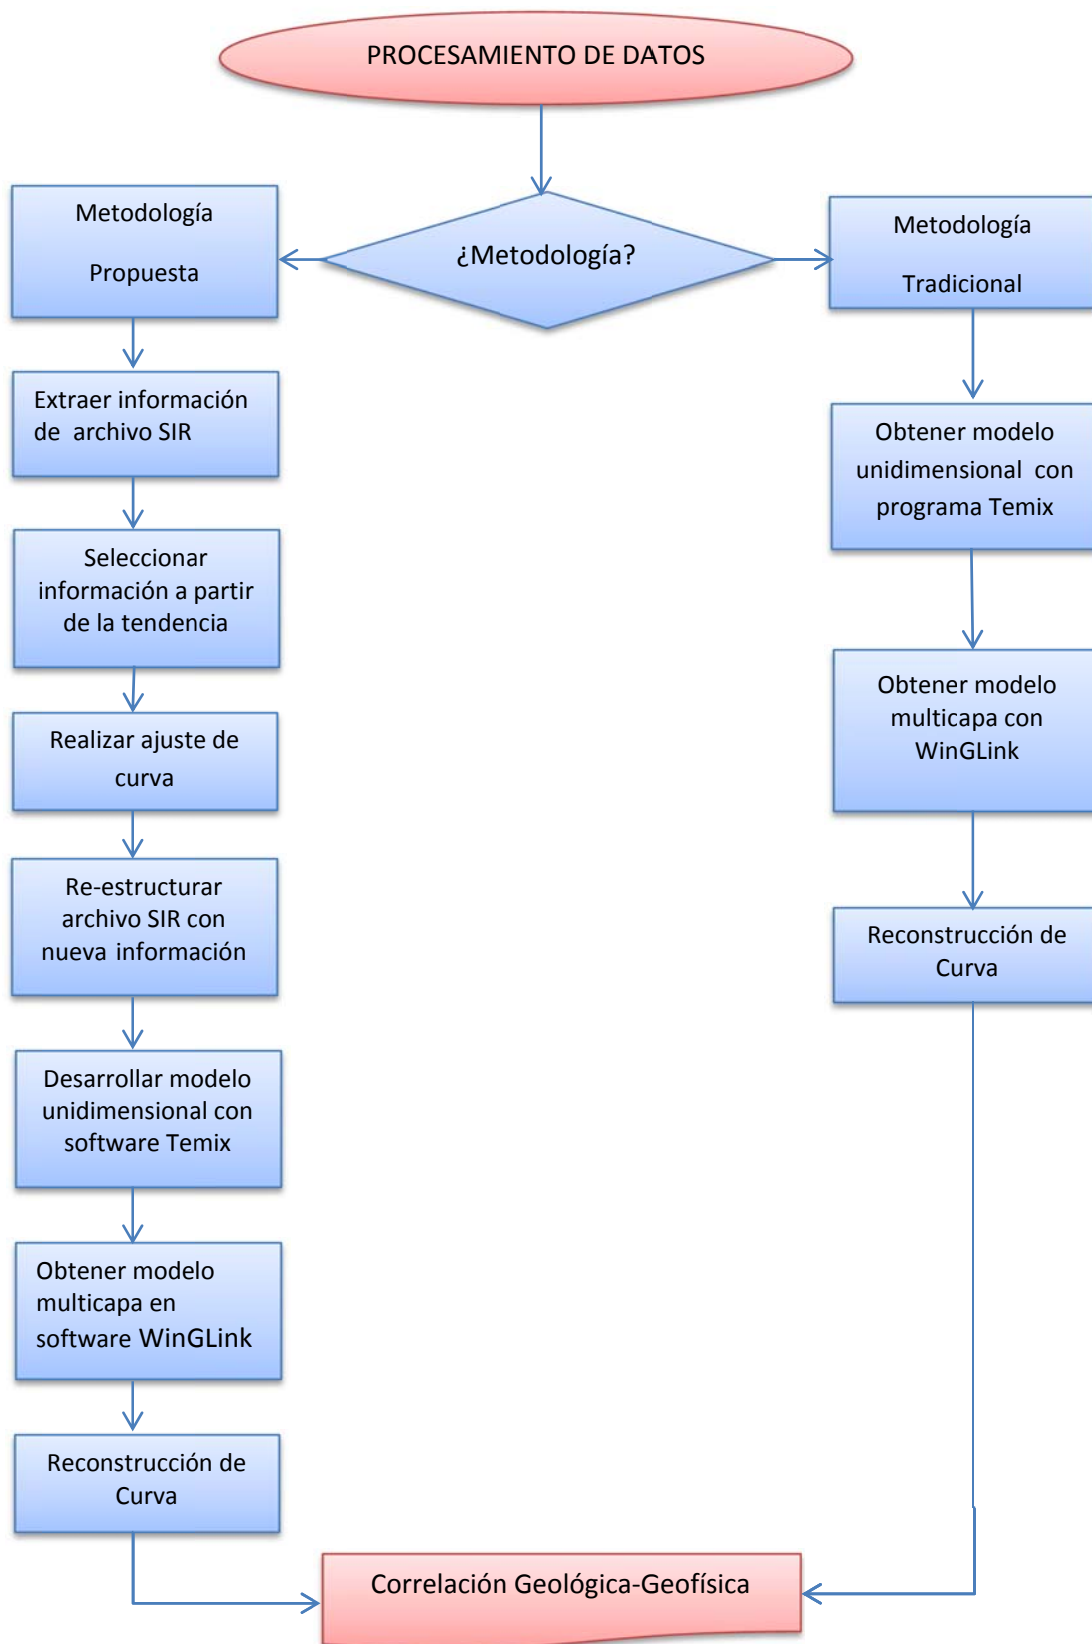 PROCESAMIENTO DE DATOS
¿Metodología?
Metodología
Propuesta
Extraer información
de archivo SIR
Seleccionar
información a partir
de la tendencia
Realizar ajuste de
curva
Re-estructurar
archivo SIR con
nueva información
Desarrollar modelo
unidimensional con
software Temix
Obtener modelo
multicapa en
software WinGLink
Reconstrucción de
Curva
Metodología
Tradicional
Obtener modelo
unidimensional con
programa Temix
Obtener modelo
multicapa con
WinGLink
Reconstrucción de
Curva
Correlación Geológica-Geofísica